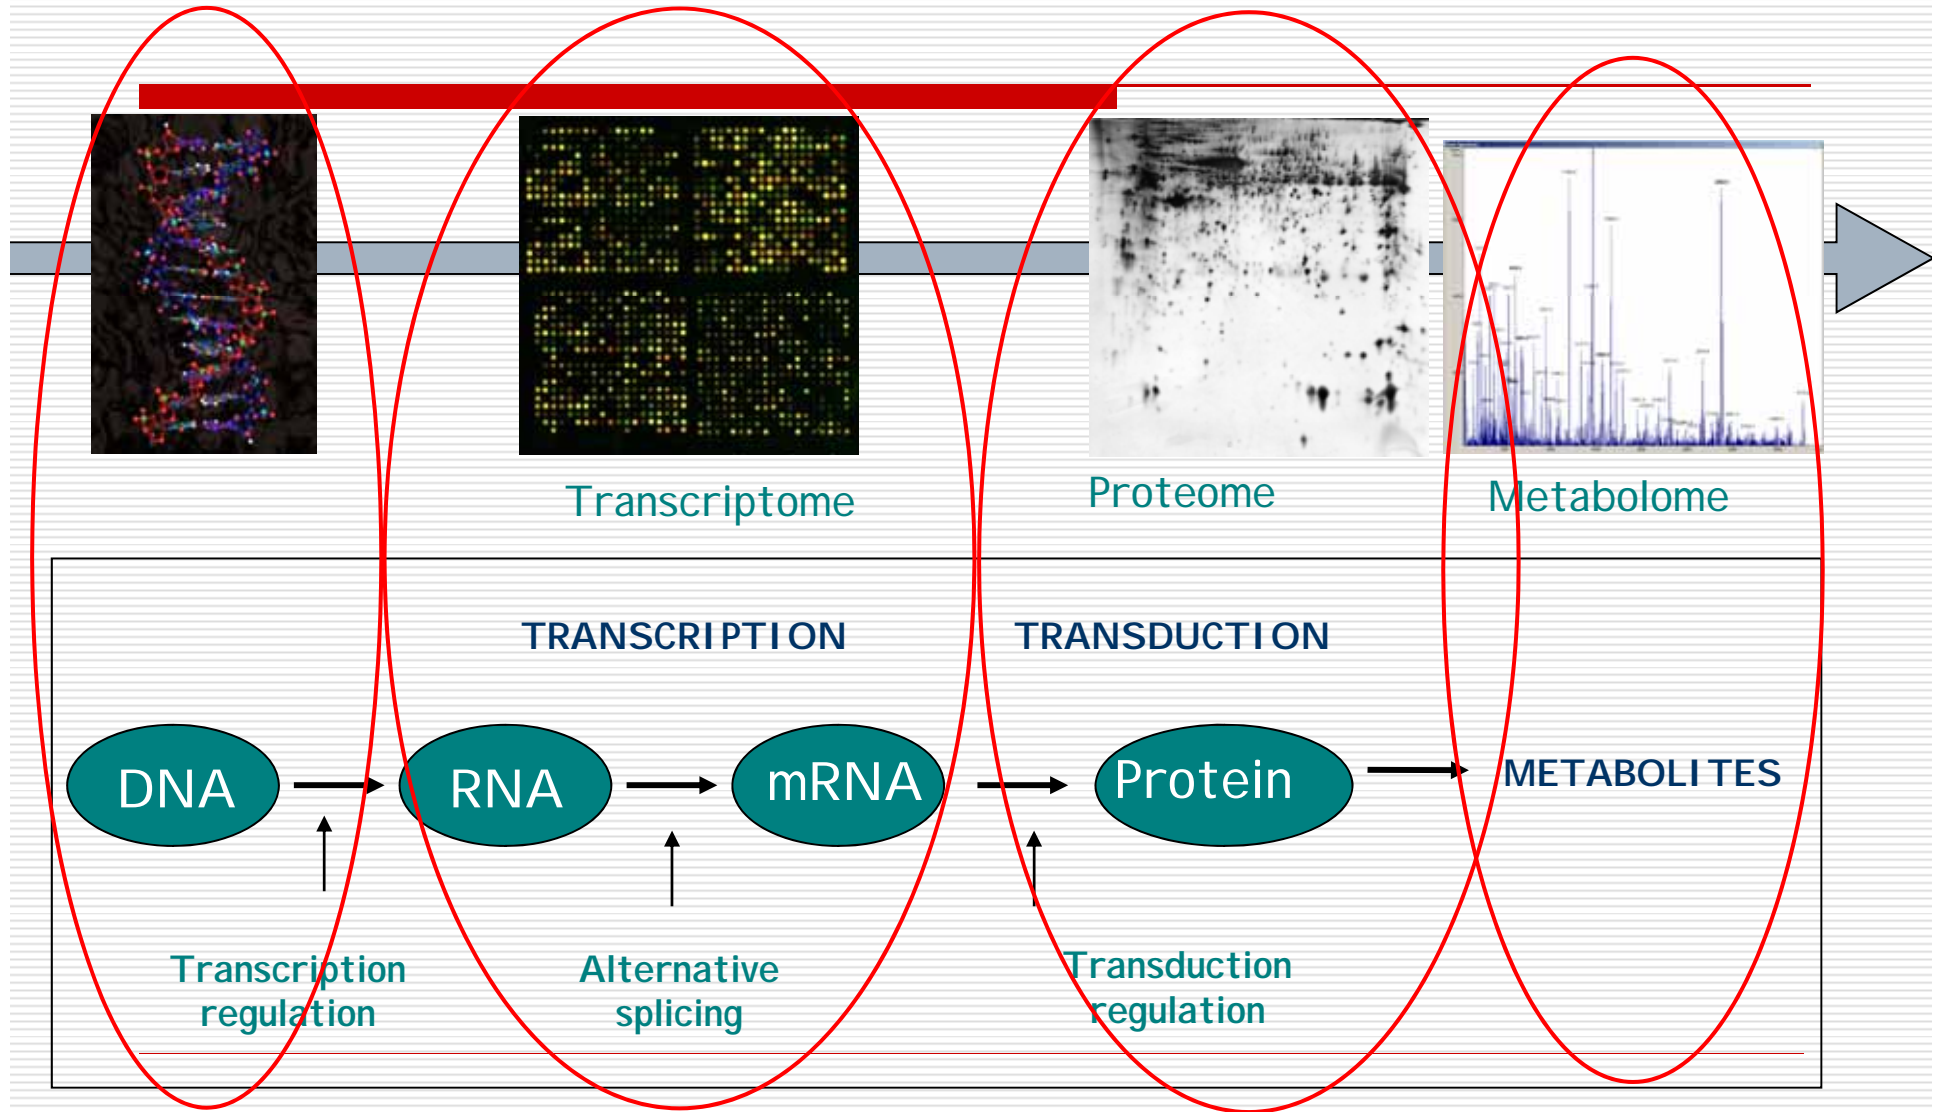 Transcriptome
Proteome
Metabolome
TRANSCRIPTION
TRANSDUCTION
DNA
RNA
mRNA
Protein
METABOLITES
Transcription
regulation
Alternative
splicing
Transduction
regulation